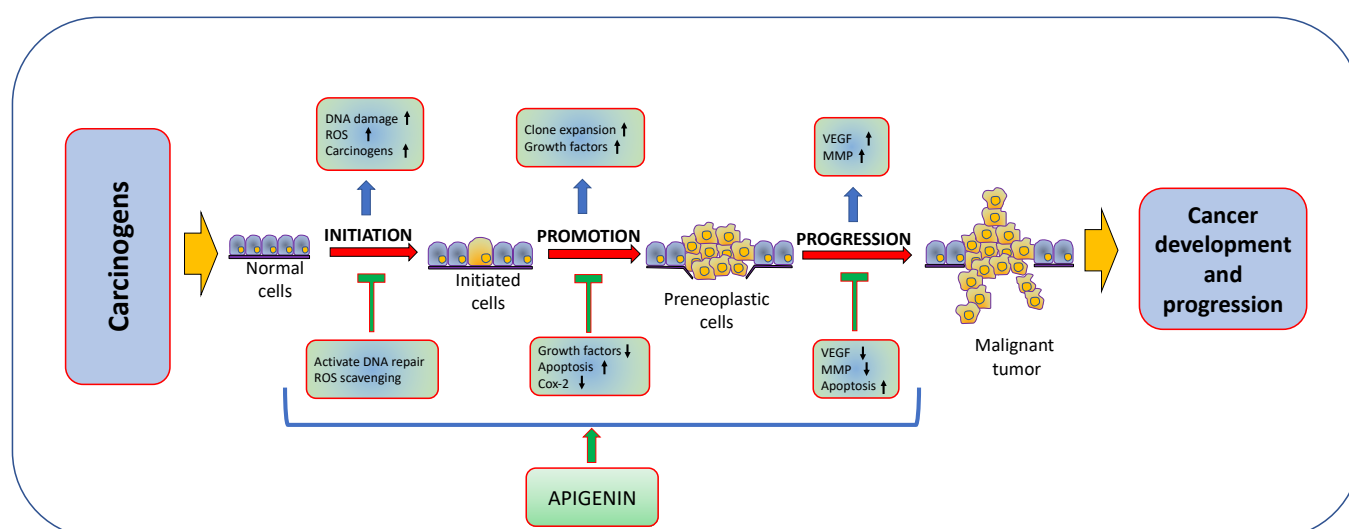 Carcinogens
DNA damage ↑
ROS ↑
Carcinogens ↑
Clone expansion ↑
Growth factors ↑
VEGF ↑
MMP ↑
INITIATION
PROMOTION
PROGRESSION
Normal
cells
Initiated
cells
Preneoplastic
cells
Malignant
tumor
Cancer
development
and
progression
Activate DNA repair
ROS scavenging
Growth factors ↓
Apoptosis ↑
Cox-2 ↓
VEGF ↓
MMP ↓
Apoptosis ↑
APIGENIN